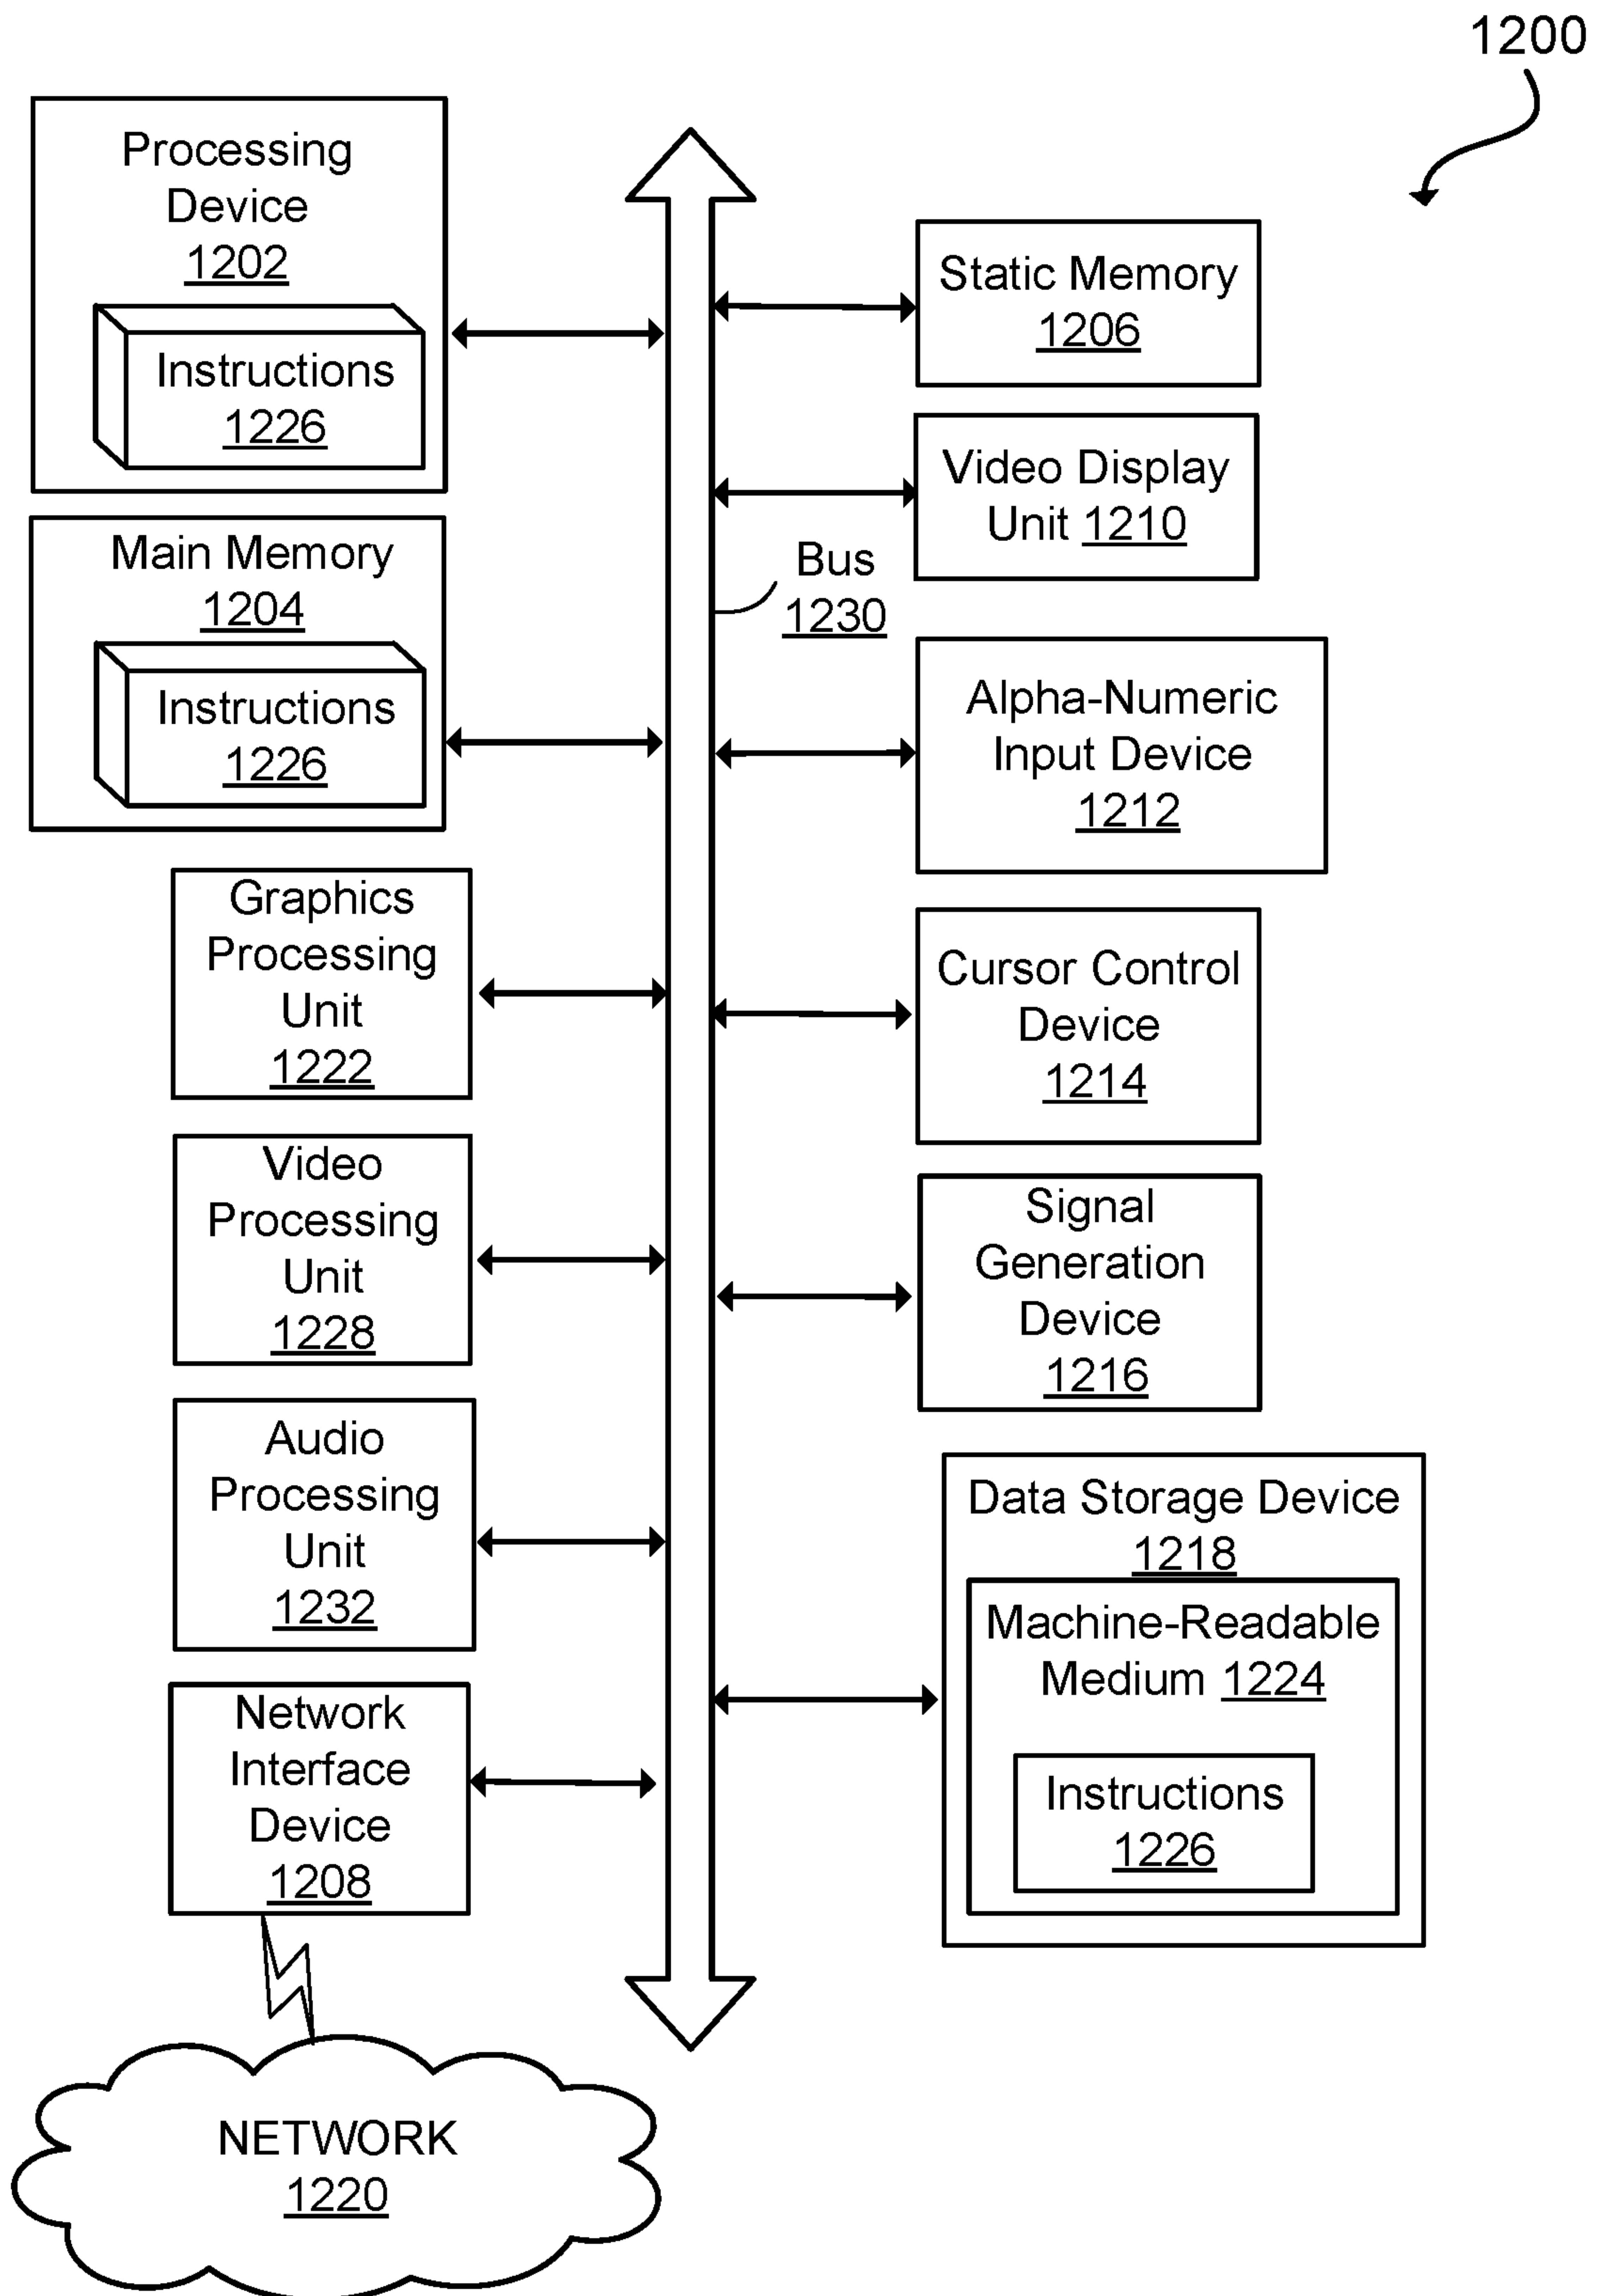 1200
Processing
Device
1202
Instructions
1226
Main Memory
1204
Instructions
1226
Graphics
Processing
Unit
1222
Video
Processing
Unit
1228
Audio
Processing
Unit
1232
Network
Interface
Device
1208
NETWORK
1220
Bus
1230
Static Memory
1206
Video Display
Unit 1210
Alpha-Numeric
Input Device
1212
Cursor Control
Device
1214
Signal
Generation
Device
1216
Data Storage Device
1218
Machine-Readable
Medium 1224
Instructions
1226